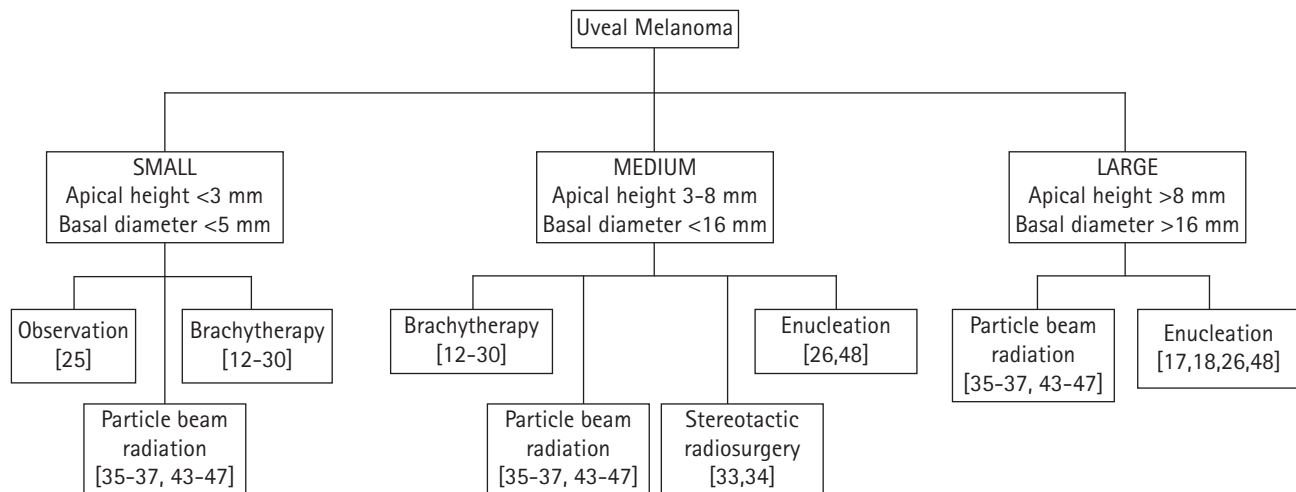 Uveal Melanoma
SMALL
Apical height <3 mm
Basal diameter <5 mm
MEDIUM
Apical height 3-8 mm
Basal diameter <16 mm
LARGE
Apical height >8 mm
Basal diameter >16 mm
Observation
[25]
Brachytherapy
[12-30]
Particle beam
radiation
[35-37, 43-47]
Brachytherapy
[12-30]
Particle beam
radiation
[35-37, 43-47]
Stereotactic
radiosurgery
[33,34]
Enucleation
[26,48]
Particle beam
radiation
[35-37, 43-47]
Enucleation
[17,18,26,48]